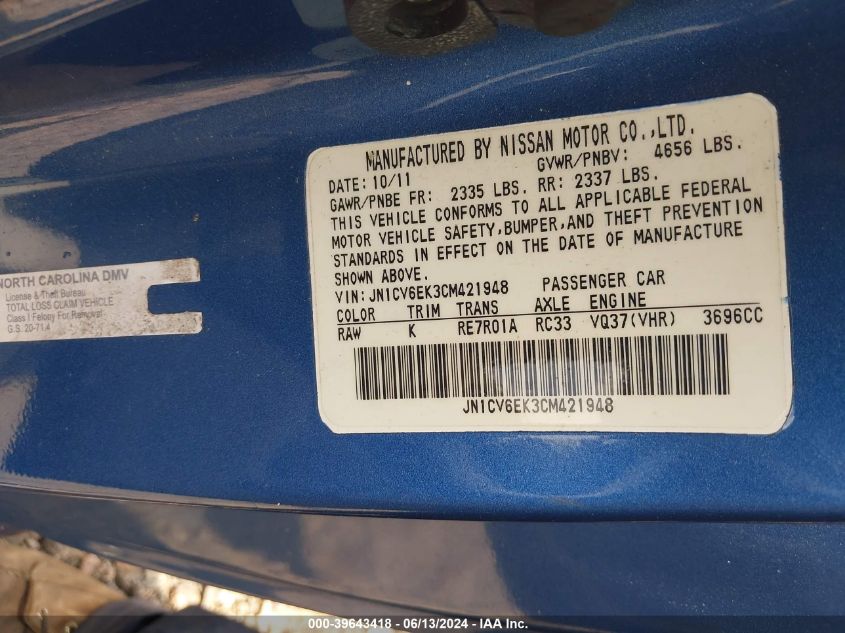 MANUFACTURED BY NISSAN MOTOR CO.,LTD.
DATE: 10/11 GVWR/PNBV: 4656 LBS.
GAWR/PNBE FR: 2335 LBS. RR: 2337 LBS.
THIS VEHICLE CONFORMS TO ALL APPLICABLE FEDERAL
MOTOR VEHICLE SAFETY,BUMPER,AND THEFT PREVENTION
STANDARDS IN EFFECT ON THE DATE OF MANUFACTURE
SHOWN ABOVE.
VIN: JN1CV6EK3CM421948 PASSENGER CAR
COLOR TRIM TRANS AXLE ENGINE
RAW K RE7R01A RC33 VQ37(VHR) 3696CC
JN1CV6EK3CM421948
NORTH CAROLINA DMV
License & Theft Bureau
TOTAL LOSS CLAIM VEHICLE
Class I Felony For Removal
G.S. 20-71.4
000-39643418 - 06/13/2024 - IAA Inc.